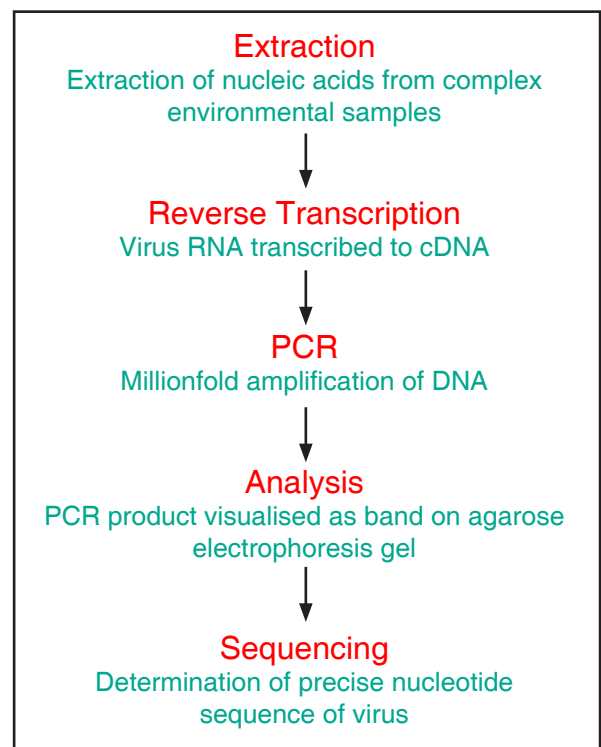 Extraction
Extraction of nucleic acids from complex
environmental samples
Reverse Transcription
Virus RNA transcribed to cDNA
PCR
Millionfold amplification of DNA
Analysis
PCR product visualised as band on agarose
electrophoresis gel
Sequencing
Determination of precise nucleotide
sequence of virus